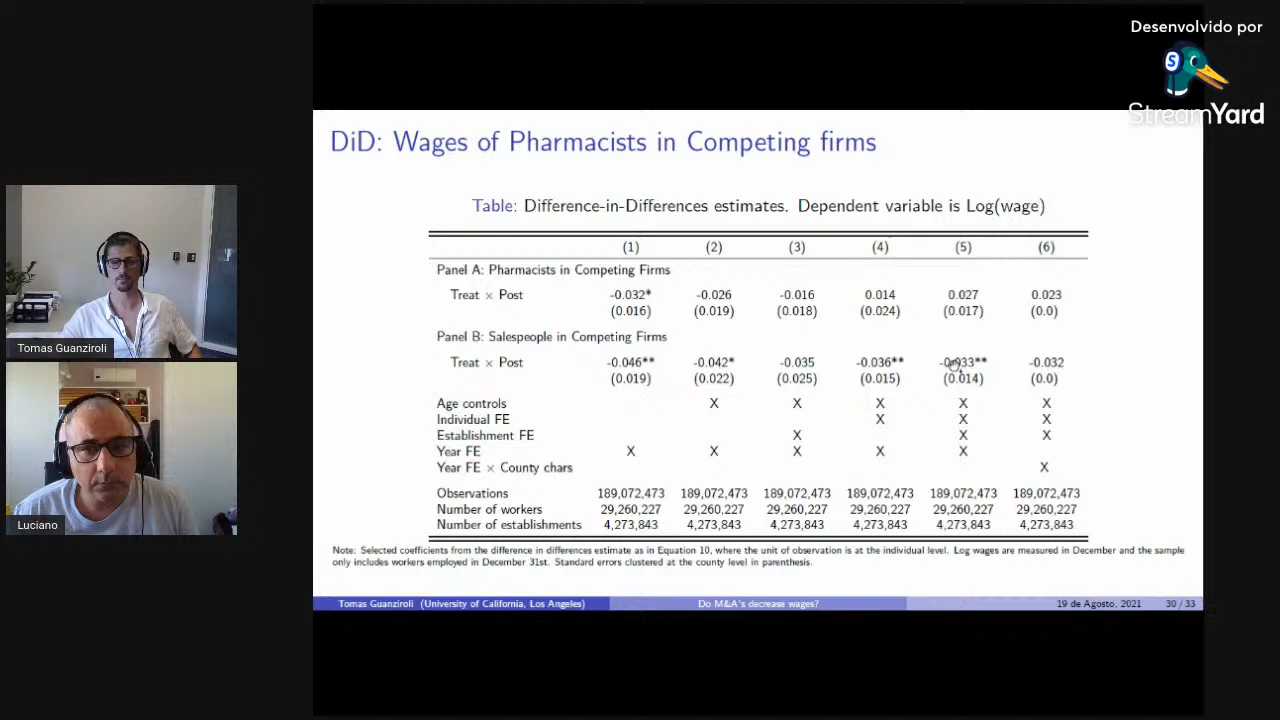 Desenvolvido por
StreamYard
DiD: Wages of Pharmacists in Competing firms
Table: Difference-in-Differences estimates. Dependent variable is Log(wage)
(1) (2) (3) (4) (5) (6)
Panel A: Pharmacists in Competing Firms
Treat × Post -0.032* -0.026 -0.016 0.014 0.027 0.023
(0.016) (0.019) (0.018) (0.024) (0.017) (0.0)
Panel B: Salespeople in Competing Firms
Treat × Post -0.046** -0.042* -0.035 -0.036** -0.033** -0.032
(0.019) (0.022) (0.025) (0.015) (0.014) (0.0)
Age controls X X X X X
Individual FE X X X
Establishment FE X X X
Year FE X X X X X
Year FE × County chars X
Observations 189,072,473 189,072,473 189,072,473 189,072,473 189,072,473 189,072,473
Number of workers 29,260,227 29,260,227 29,260,227 29,260,227 29,260,227 29,260,227
Number of establishments 4,273,843 4,273,843 4,273,843 4,273,843 4,273,843 4,273,843
Note: Selected coefficients from the difference in differences estimate as in Equation 10, where the unit of observation is at the individual level. Log wages are measured in December and the sample
only includes workers employed in December 31st. Standard errors clustered at the county level in parenthesis.
Tomas Guanziroli (University of California, Los Angeles) Do M&A's decrease wages? 19 de Agosto, 2021 30 / 33
Tomas Guanziroli
Luciano